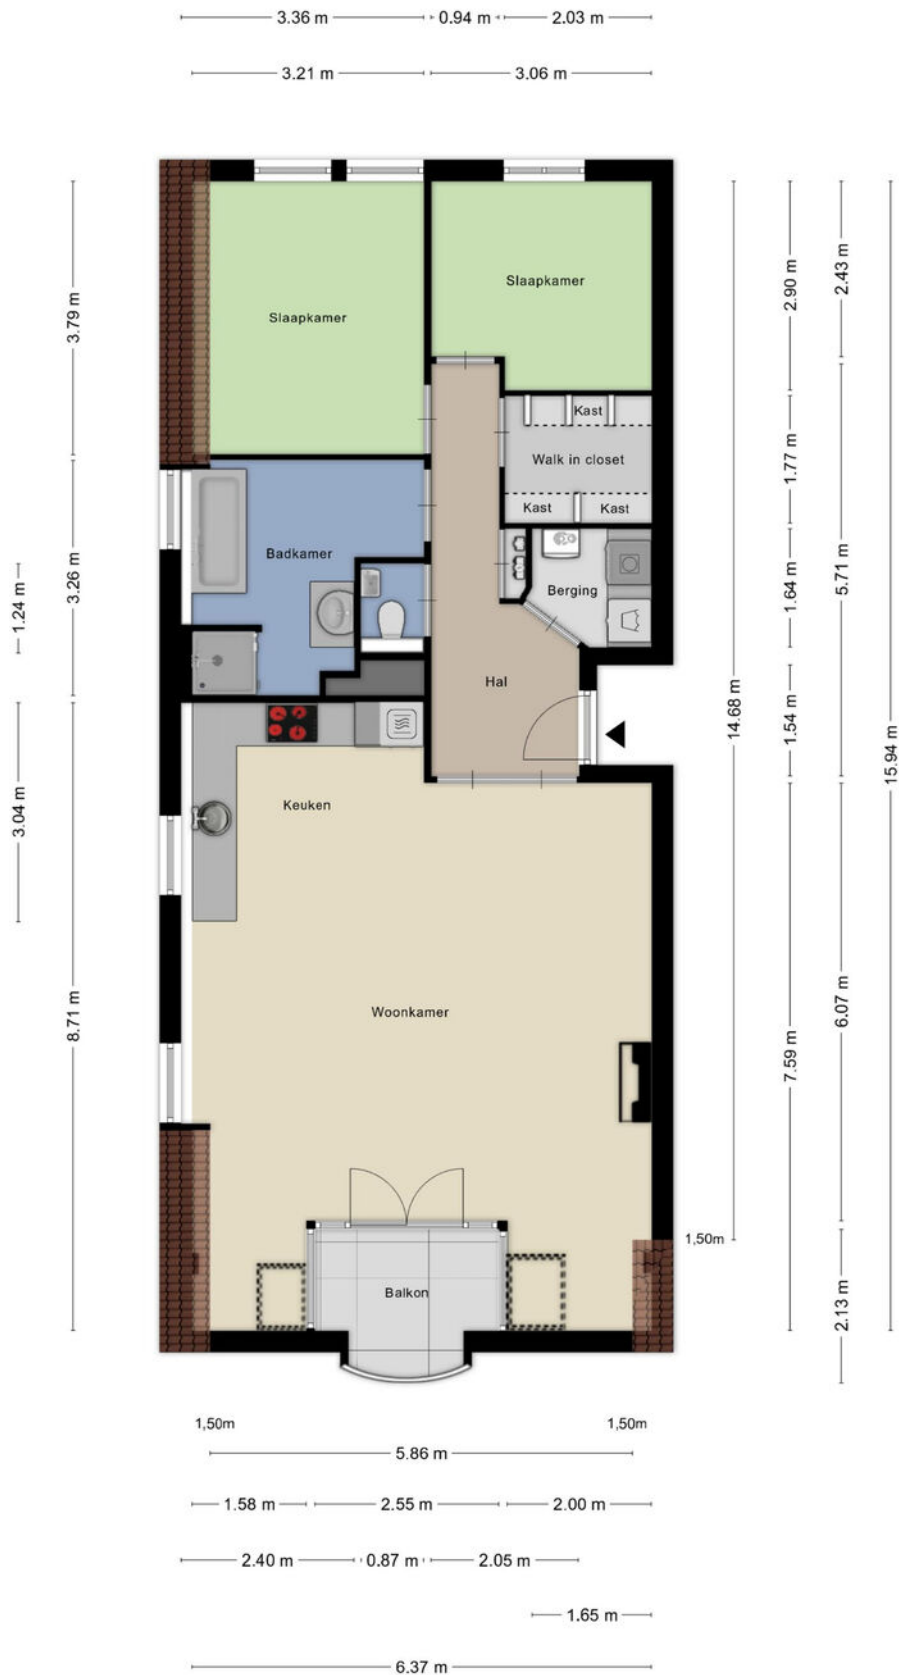 3.36 m
0.94 m
2.03 m
3.21 m
3.06 m
3.79 m
2.90 m
2.43 m
Slaapkamer
Slaapkamer
Kast
Walk in closet
Kast
Kast
1.77 m
Badkamer
Berging
1.24 m
3.26 m
1.64 m
5.71 m
Hal
14.68 m
1.54 m
15.94 m
Keuken
3.04 m
Woonkamer
8.71 m
7.59 m
6.07 m
1,50m
Balkon
2.13 m
1,50m
1,50m
5.86 m
1.58 m
2.55 m
2.00 m
2.40 m
0.87 m
2.05 m
1.65 m
6.37 m